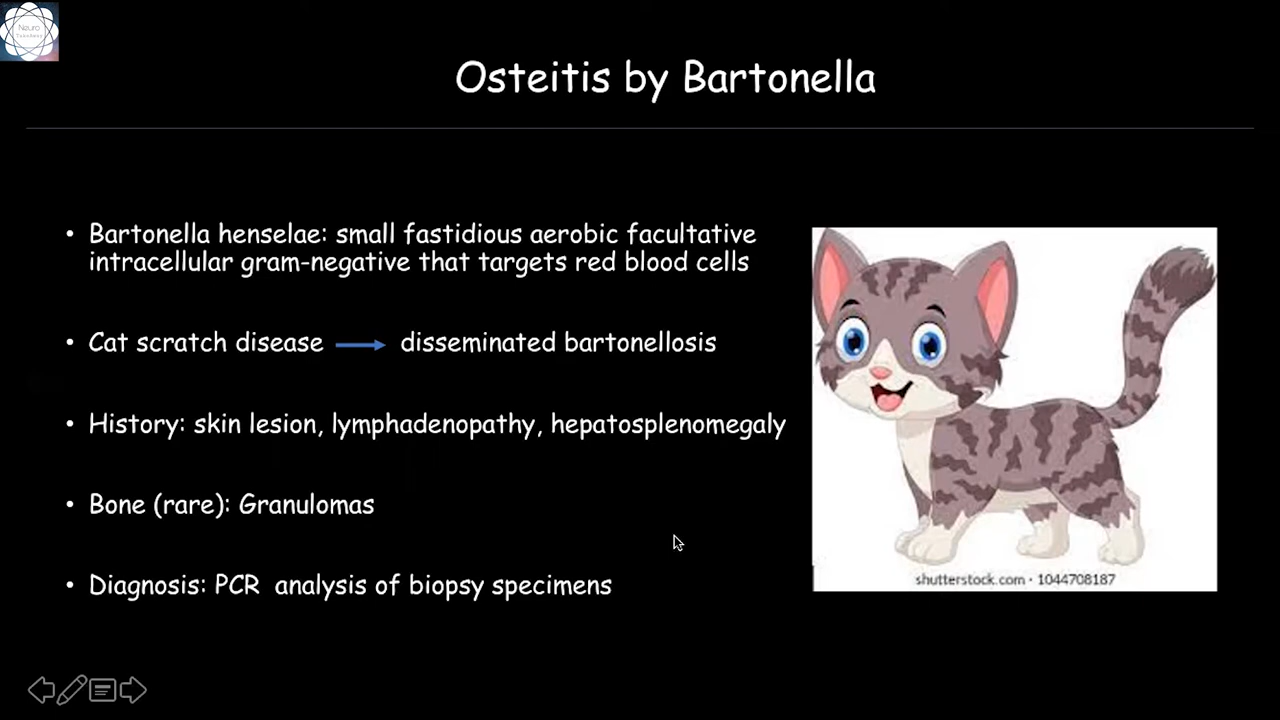 Neuro
Teachers
Osteitis by Bartonella
• Bartonella henselae: small fastidious aerobic facultative
intracellular gram-negative that targets red blood cells
• Cat scratch disease → disseminated bartonellosis
• History: skin lesion, lymphadenopathy, hepatosplenomegaly
• Bone (rare): Granulomas
• Diagnosis: PCR analysis of biopsy specimens
shutterstock.com · 1044708187